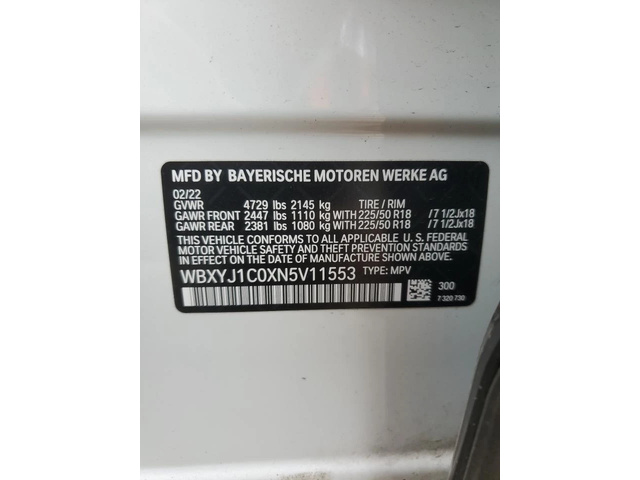 MFD BY BAYERISCHE MOTOREN WERKE AG
02/22
GVWR 4729 lbs 2145 kg TIRE / RIM
GAWR FRONT 2447 lbs 1110 kg WITH 225/50 R18 /7 1/2Jx18
GAWR REAR 2381 lbs 1080 kg WITH 225/50 R18 /7 1/2Jx18
THIS VEHICLE CONFORMS TO ALL APPLICABLE U.S. FEDERAL
MOTOR VEHICLE SAFETY AND THEFT PREVENTION STANDARDS
IN EFFECT ON THE DATE OF MANUFACTURE SHOWN ABOVE.
WBXYJ1C0XN5V11553 TYPE: MPV
300
7 320 730